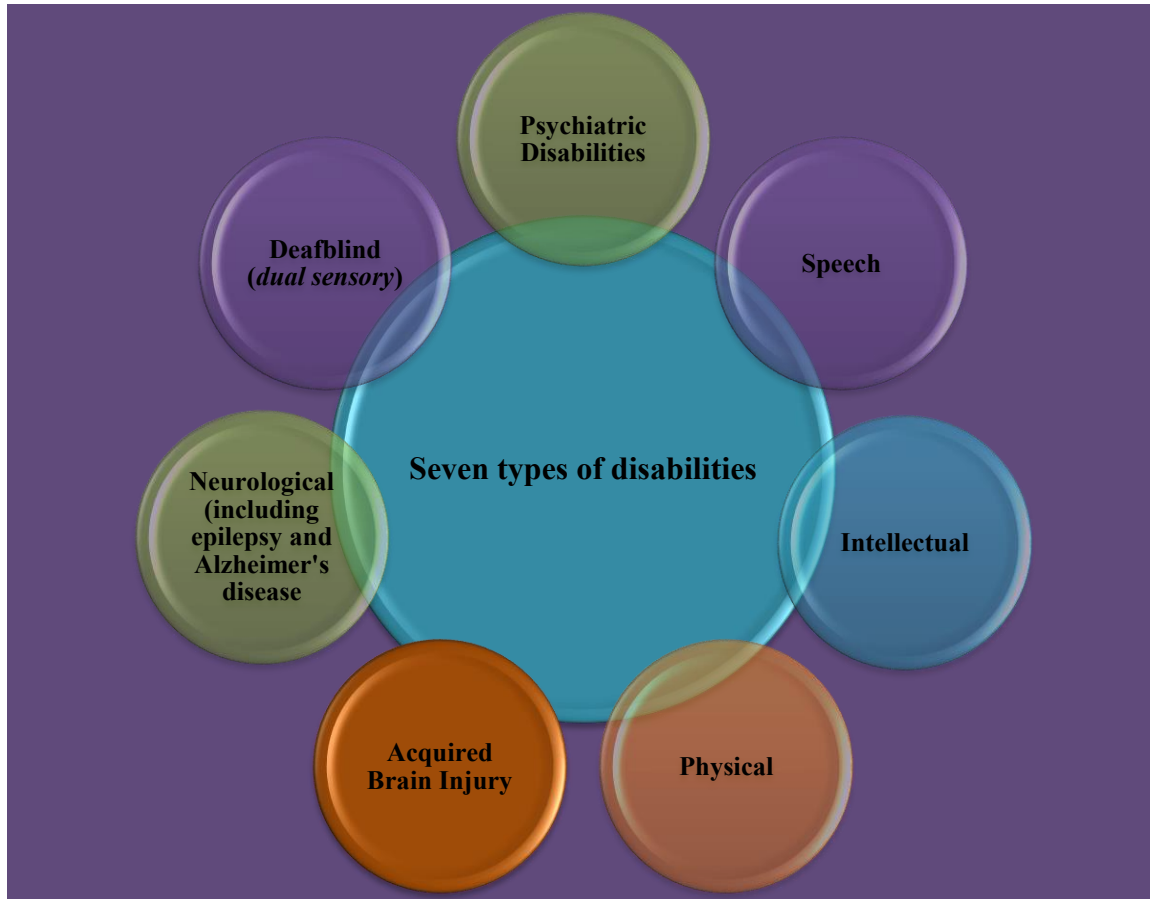 Psychiatric
Disabilities
Speech
Intellectual
Physical
Acquired
Brain Injury
Neurological
(including
epilepsy and
Alzheimer's
disease
Deafblind
(dual sensory)
Seven types of disabilities